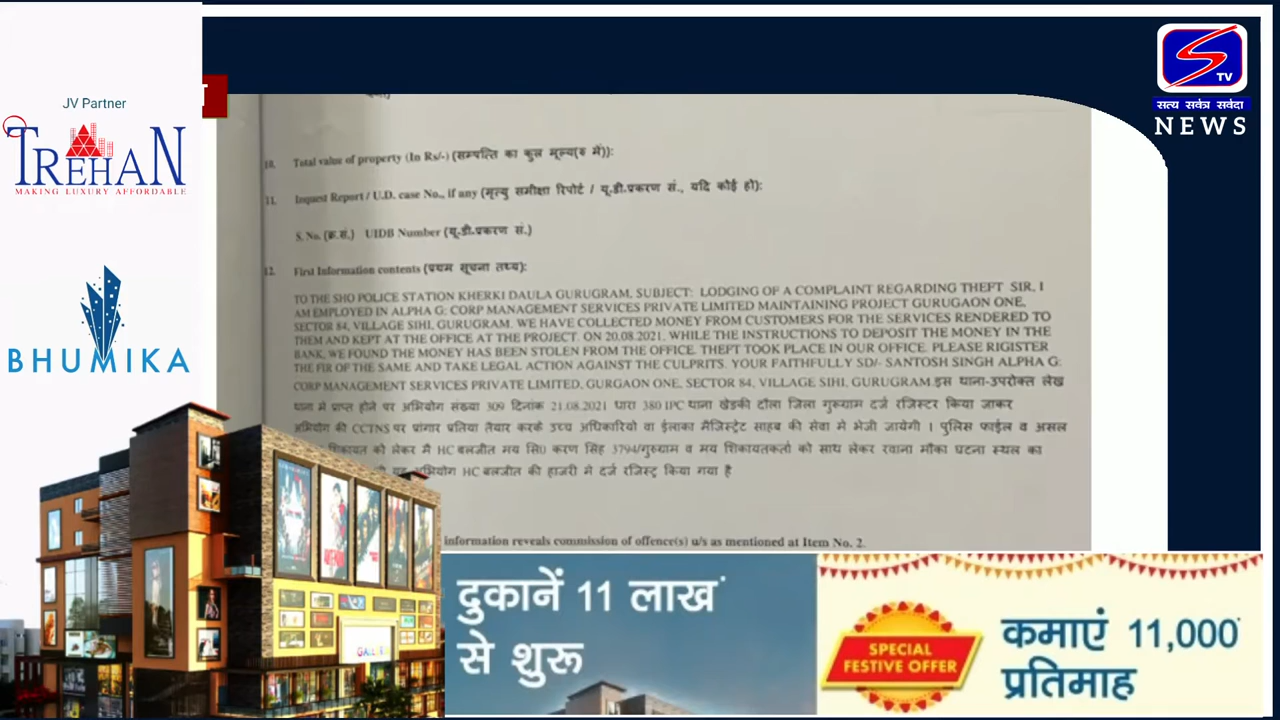 JV Partner
TREHAN
MAKING LUXURY AFFORDABLE
BHUMIKA
STV
सत्य सर्वत्र सर्वदा
NEWS
10. Total value of property (In Rs/-) (सम्पत्ति का कुल मूल्य(रु में)):
11. Inquest Report / U.D. case No., if any (मृत्यु समीक्षा रिपोर्ट / यू.डी.प्रकरण सं., यदि कोई हो):
S. No. (क्र.सं.) UIDB Number (यू.डी.प्रकरण सं.)
12. First Information contents (प्रथम सूचना तथ्य):
TO THE SHO POLICE STATION KHERKI DAULA GURUGRAM, SUBJECT: LODGING OF A COMPLAINT REGARDING THEFT SIR, I
AM EMPLOYED IN ALPHA G: CORP MANAGEMENT SERVICES PRIVATE LIMITED MAINTAINING PROJECT GURUGAON ONE,
SECTOR 84, VILLAGE SIHI, GURUGRAM. WE HAVE COLLECTED MONEY FROM CUSTOMERS FOR THE SERVICES RENDERED TO
THEM AND KEPT AT THE OFFICE AT THE PROJECT. ON 20.08.2021, WHILE THE INSTRUCTIONS TO DEPOSIT THE MONEY IN THE
BANK, WE FOUND THE MONEY HAS BEEN STOLEN FROM THE OFFICE. THEFT TOOK PLACE IN OUR OFFICE. PLEASE RIGISTER
THE FIR OF THE SAME AND TAKE LEGAL ACTION AGAINST THE CULPRITS. YOUR FAITHFULLY SD/- SANTOSH SINGH ALPHA G:
CORP MANAGEMENT SERVICES PRIVATE LIMITED, GURGAON ONE, SECTOR 84, VILLAGE SIHI, GURUGRAM.इस थाना-उपरोक्त लेख
थाना मे प्राप्त होने पर अभियोग संख्या 309 दिनांक 21.08.2021 धारा 380 IPC थाना खेडकी दौला जिला गुरुग्राम दर्ज रजिस्टर किया जाकर
अभियोग की CCTNS पर प्रांगार प्रतिया तैयार करके उच्च अधिकारियो वा ईलाका मैजिस्ट्रेट साहब की सेवा मे भेजी जायेगी । पुलिस फाईल व असल
शिकायत को लेकर मै HC बलजीत मय सि0 करण सिंह 3794/गुरुग्राम व मय शिकायतकर्ता को साथ लेकर रवाना मौका घटना स्थल का
यह अभियोग HC बलजीत की हाजरी मे दर्ज रजिस्ट्र किया गया है
information reveals commission of offence(s) u/s as mentioned at Item No. 2.
दुकानें 11 लाख*
से शुरू
SPECIAL
FESTIVE OFFER
कमाएं 11,000*
प्रतिमाह